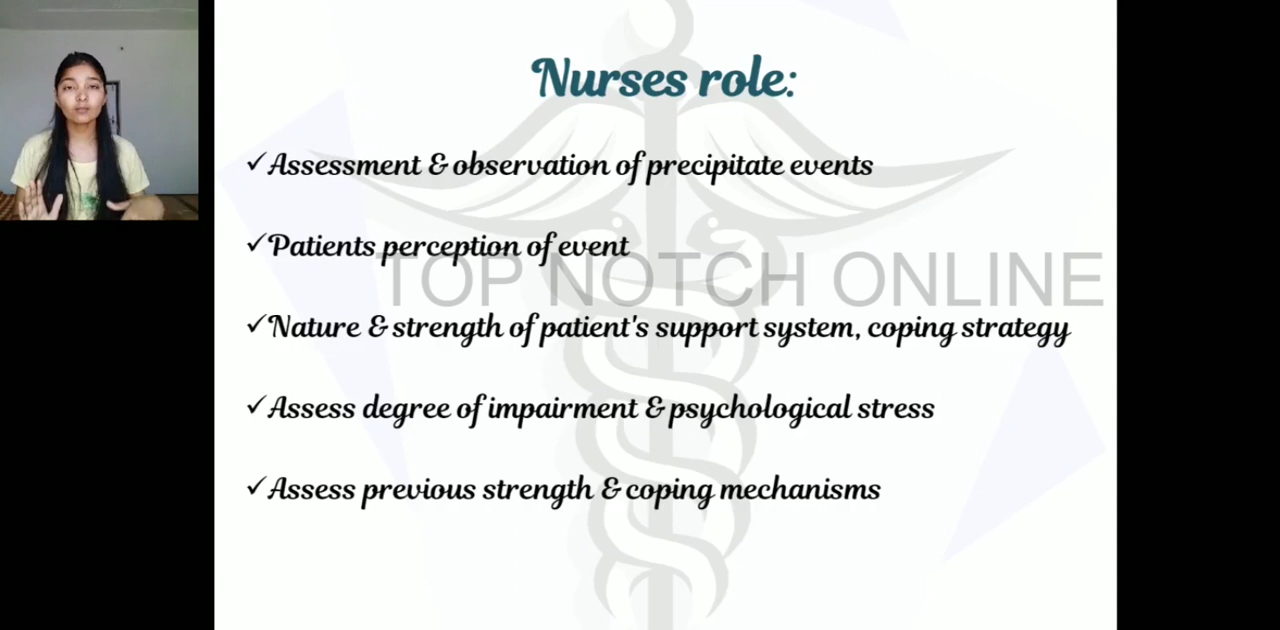 Nurses role:
✓Assessment & observation of precipitate events
✓Patients perception of event
TOP NOTCH ONLINE
✓Nature & strength of patient's support system, coping strategy
✓Assess degree of impairment & psychological stress
✓Assess previous strength & coping mechanisms